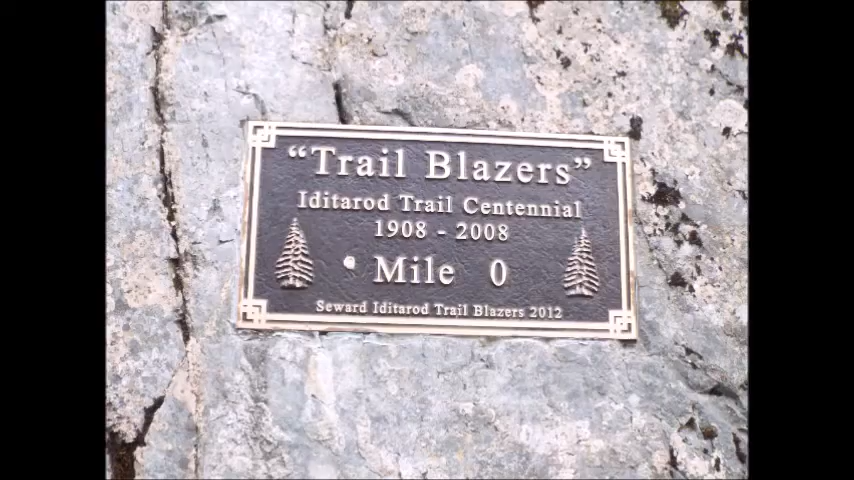 “Trail Blazers”
Iditarod Trail Centennial
1908 - 2008
Mile 0
Seward Iditarod Trail Blazers 2012